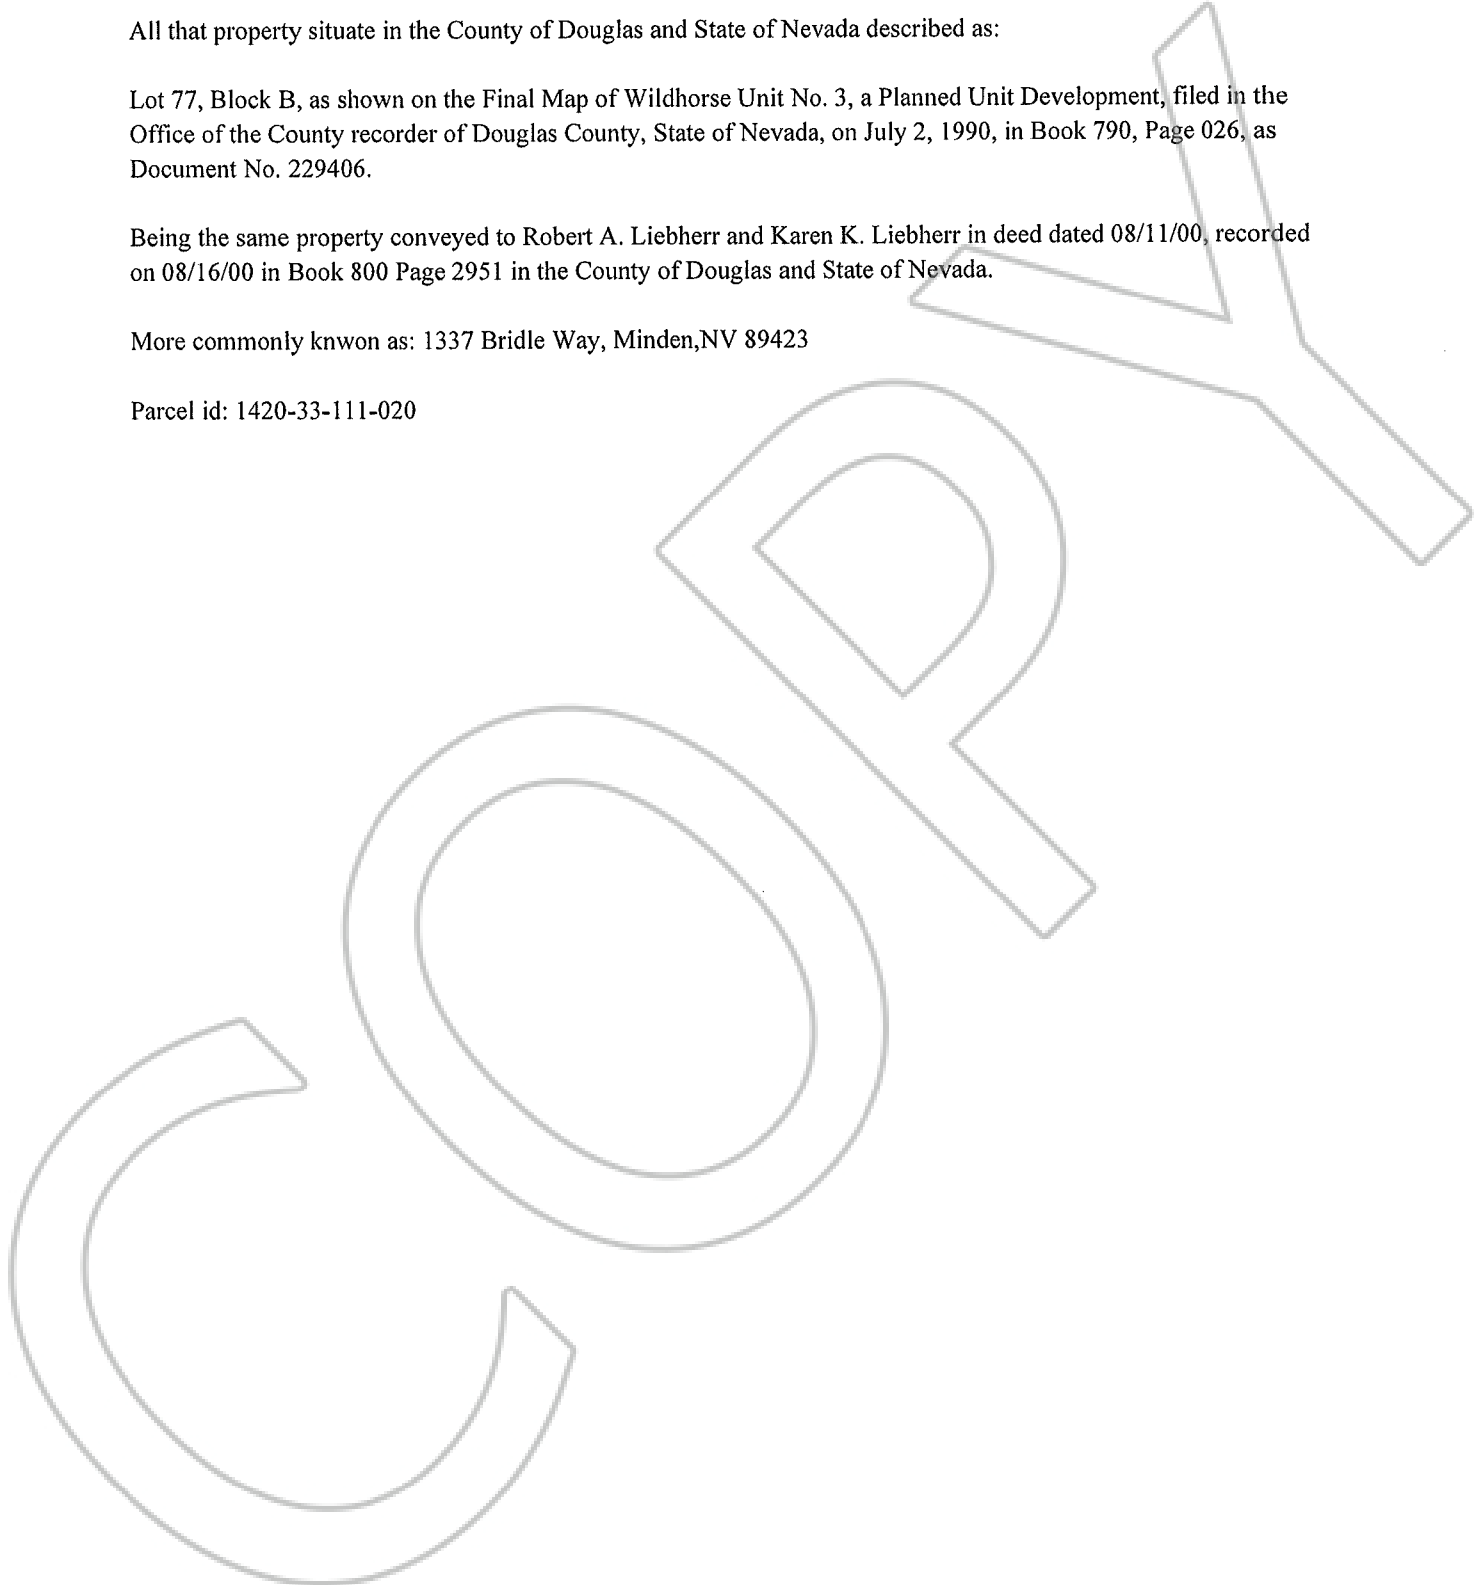 All that property situate in the County of Douglas and State of Nevada described as:
Lot 77, Block B, as shown on the Final Map of Wildhorse Unit No. 3, a Planned Unit Development, filed in the
Office of the County recorder of Douglas County, State of Nevada, on July 2, 1990, in Book 790, Page 026, as
Document No. 229406.
Being the same property conveyed to Robert A. Liebherr and Karen K. Liebherr in deed dated 08/11/00, recorded
on 08/16/00 in Book 800 Page 2951 in the County of Douglas and State of Nevada.
More commonly knwon as: 1337 Bridle Way, Minden,NV 89423
Parcel id: 1420-33-111-020
COPY